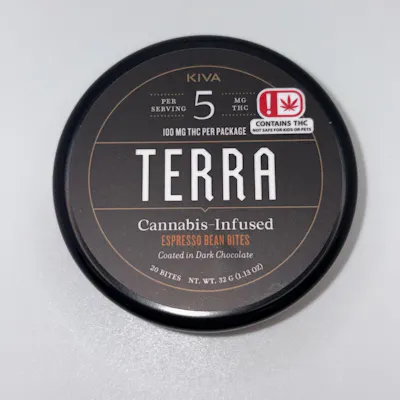 KIVA
PER SERVING 5 MG THC
100 MG THC PER PACKAGE
CONTAINS THC
NOT SAFE FOR KIDS OR PETS
TERRA
Cannabis-Infused
ESPRESSO BEAN BITES
Coated in Dark Chocolate
20 BITES NT. WT. 32 G (1.13 OZ)